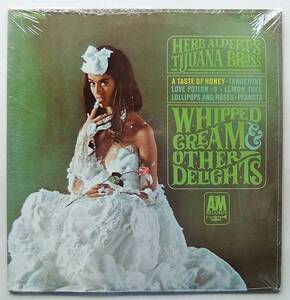 HERB ALPERT'S
TIJUANA BRASS
A TASTE OF HONEY • TANGERINE
LOVE POTION #9 • LEMON TREE
LOLLIPOPS AND ROSES • PEANUTS
WHIPPED
CREAM &
OTHER
DELIGHTS
A&M
RECORDS